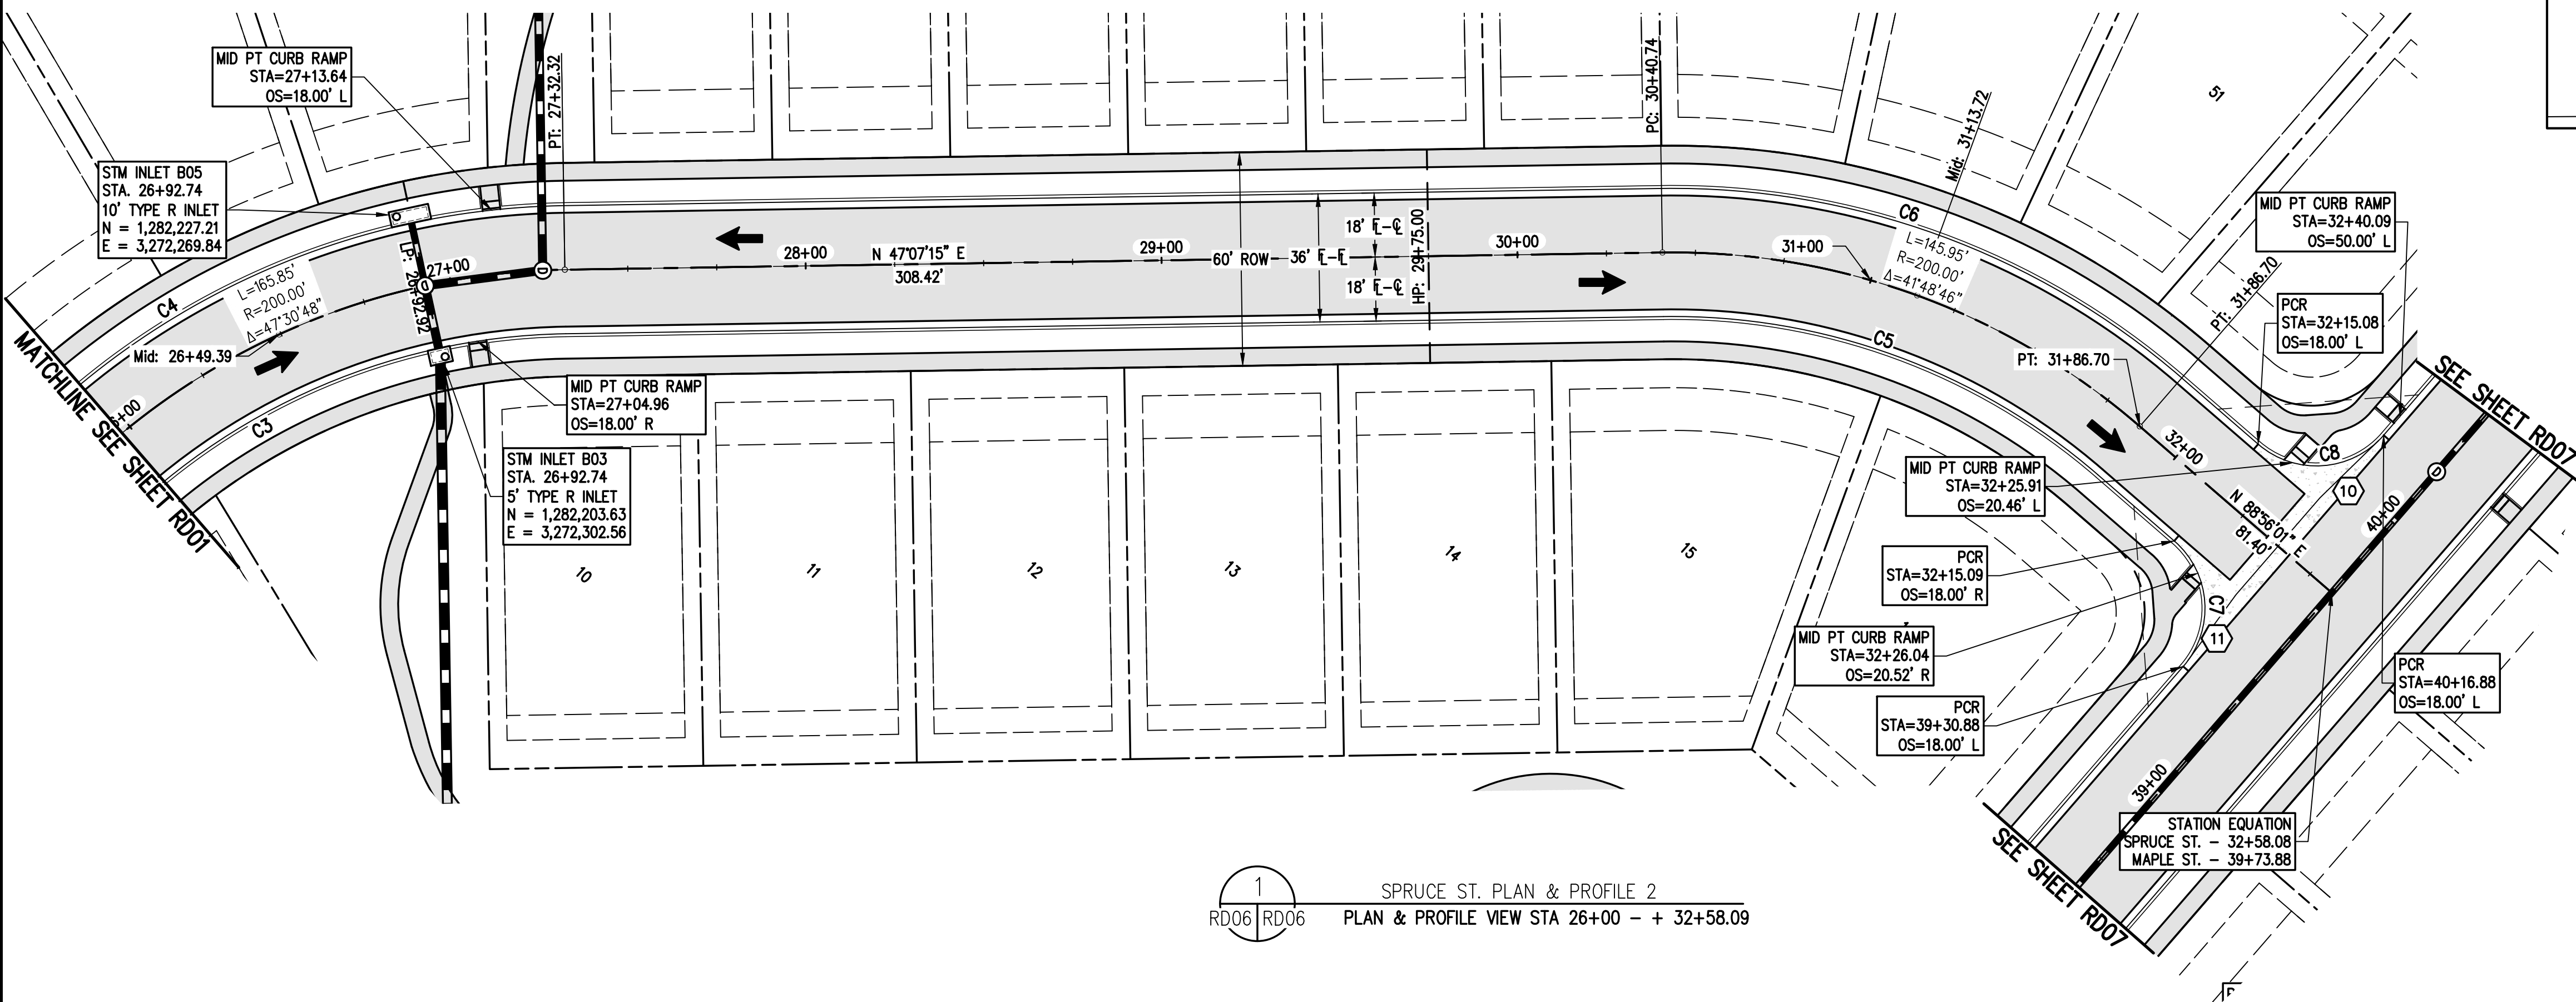 MID PT CURB RAMP
STA=27+13.64
OS=18.00' L
STM INLET B05
STA. 26+92.74
10' TYPE R INLET
N = 1,282,227.21
E = 3,272,269.84
PT: 27+32.32
PC: 30+40.74
Mid: 31+13.72
51
MID PT CURB RAMP
STA=32+40.09
OS=50.00' L
PCR
STA=32+15.08
OS=18.00' L
PT: 31+86.70
C6
L=145.95'
R=200.00'
Δ=41°48'46"
C4
L=165.85'
R=200.00'
Δ=47°30'48"
LP: 26+92.92
27+00
28+00
N 47°07'15" E
308.42'
29+00
60' ROW
36' FL-FL
18' FL-CL
18' FL-CL
HP: 29+75.00
30+00
31+00
C5
PT: 31+86.70
Mid: 26+49.39
MATCHLINE SEE SHEET RD01
6+00
C3
MID PT CURB RAMP
STA=27+04.96
OS=18.00' R
STM INLET B03
STA. 26+92.74
5' TYPE R INLET
N = 1,282,203.63
E = 3,272,302.56
10
11
12
13
14
15
32+00
C8
10
SEE SHEET RD07
MID PT CURB RAMP
STA=32+25.91
OS=20.46' L
N 88°56'01" E
81.40'
40+00
PCR
STA=32+15.09
OS=18.00' R
C7
11
MID PT CURB RAMP
STA=32+26.04
OS=20.52' R
PCR
STA=40+16.88
OS=18.00' L
PCR
STA=39+30.88
OS=18.00' L
39+00
STATION EQUATION
SPRUCE ST. - 32+58.08
MAPLE ST. - 39+73.88
SEE SHEET RD07
1
RD06 RD06
SPRUCE ST. PLAN & PROFILE 2
PLAN & PROFILE VIEW STA 26+00 - + 32+58.09
D
D
D